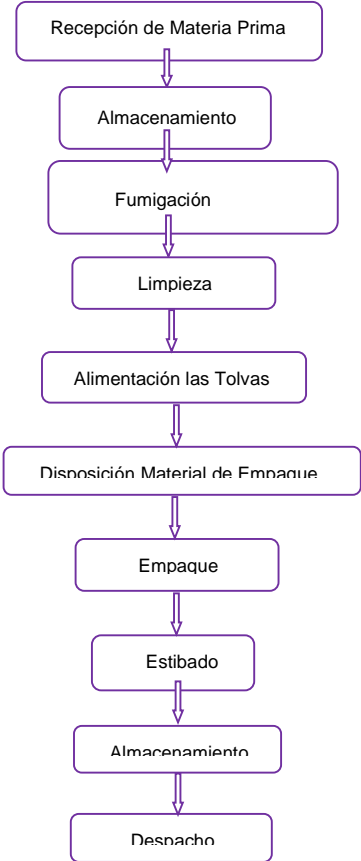 Recepción de Materia Prima
Almacenamiento
Fumigación
Limpieza
Alimentación las Tolvas
Disposición Material de Empaque
Empaque
Estibado
Almacenamiento
Despacho